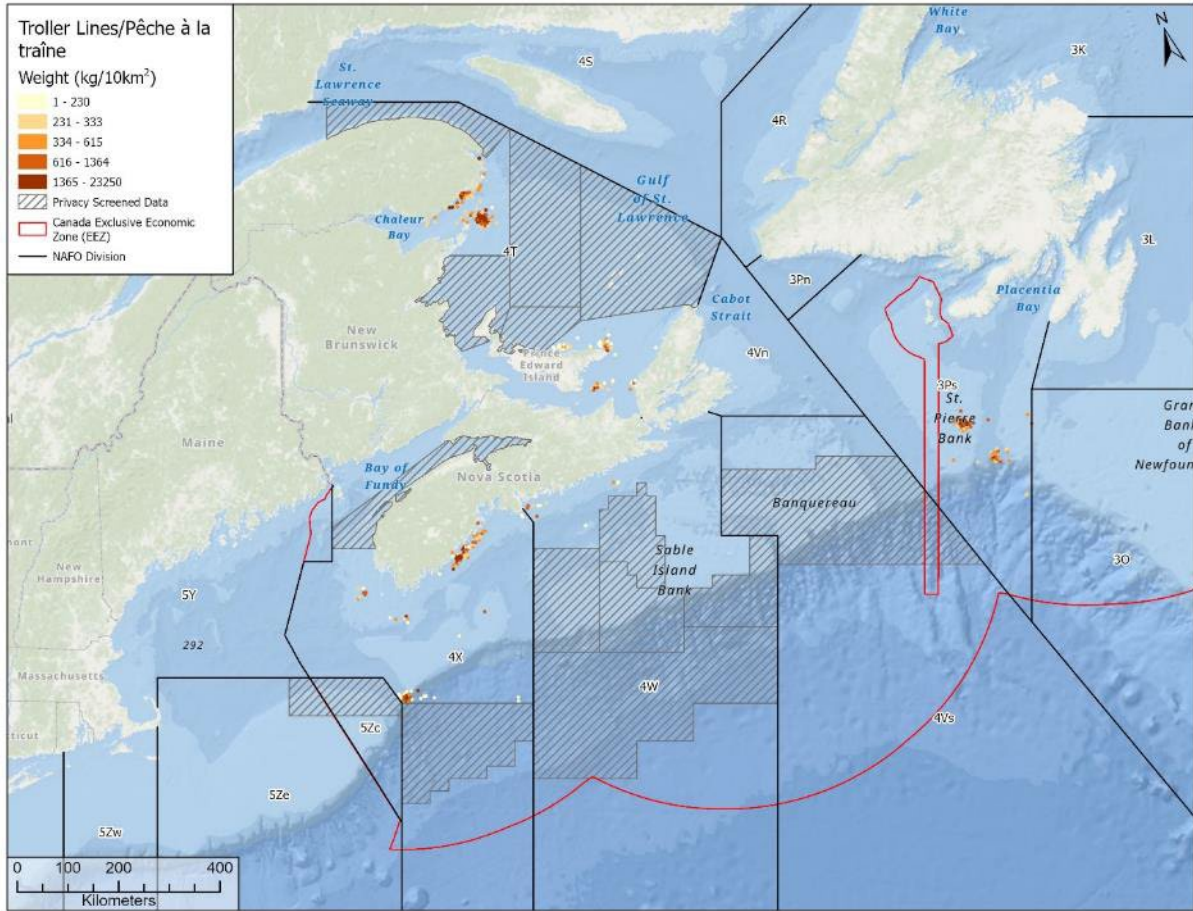 Troller Lines/Pêche à la
traîne
Weight (kg/10km²)
1 - 230
231 - 333
334 - 615
616 - 1364
1365 - 23250
Privacy Screened Data
Canada Exclusive Economic
Zone (EEZ)
NAFO Division
White
Bay
N
3K
4S
St.
Lawrence
Seaway
4R
Gulf
of St.
Lawrence
Chaleur
Bay
4T
3L
3Pn
Placentia
Bay
Cabot
Strait
New
Brunswick
Prince
Edward
Island
4Vn
3Ps
St.
Pierre
Bank
Gran
Bank
of
Newfoun
Maine
Bay of
Fundy
Nova Scotia
Banquereau
Sable
Island
Bank
3O
mont
New
Hampshire
5Y
292
4X
Massachusetts
4W
4Vs
5Zc
cticut
5Ze
5Zw
0 100 200 400
Kilometers